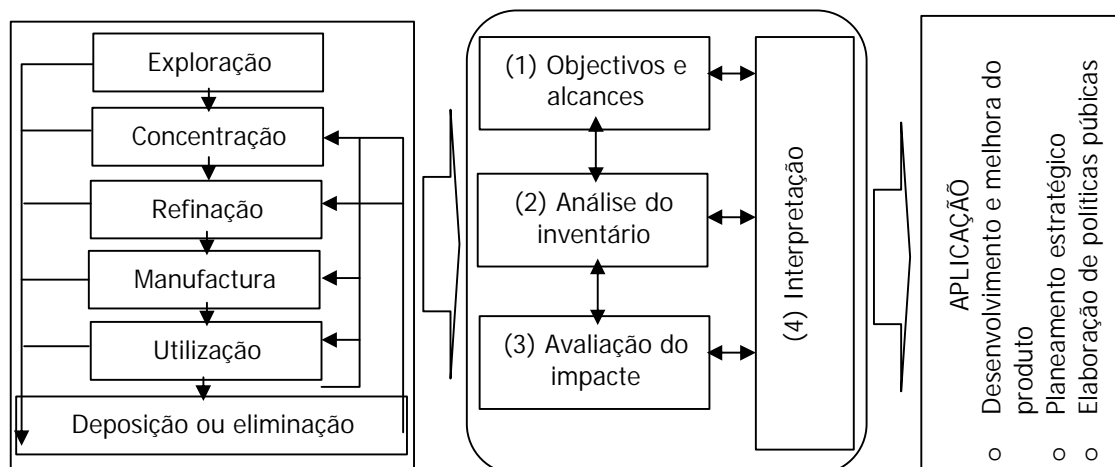 Exploração
Concentração
Refinação
Manufactura
Utilização
Deposição ou eliminação
(1) Objectivos e
alcances
(2) Análise do
inventário
(3) Avaliação do
impacte
(4) Interpretação
APLICAÇÃO
o Desenvolvimento e melhora do
produto
o Planeamento estratégico
o Elaboração de políticas púbicas